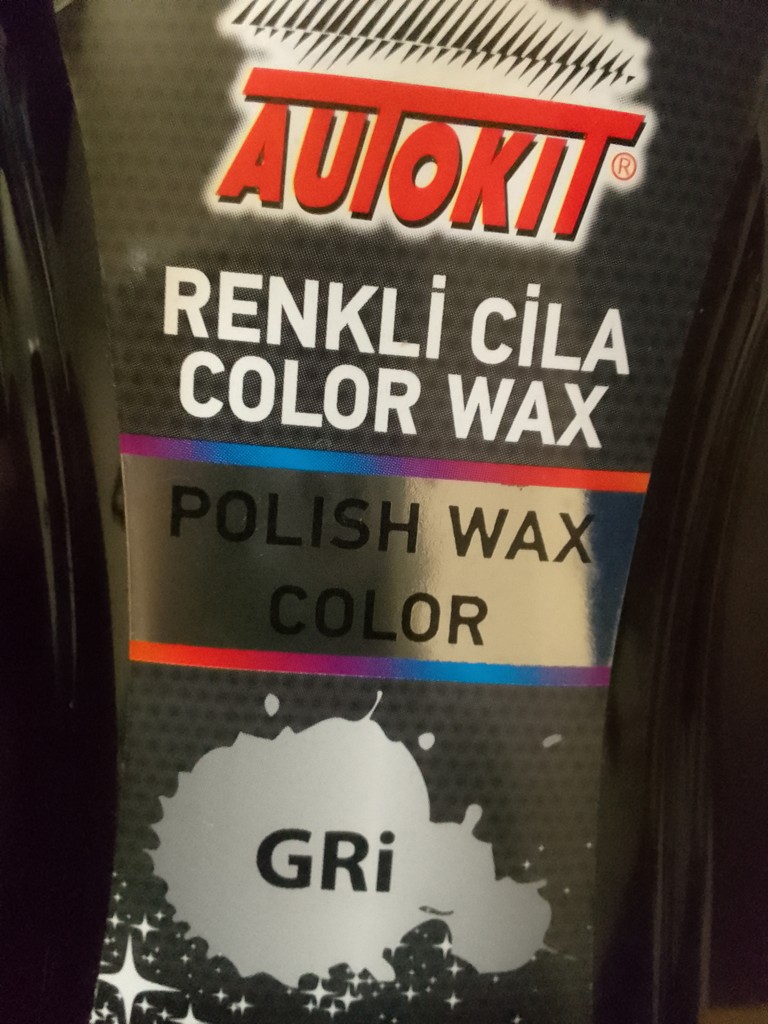 AUTOKIT®
RENKLİ CİLA
COLOR WAX
POLISH WAX
COLOR
GRi